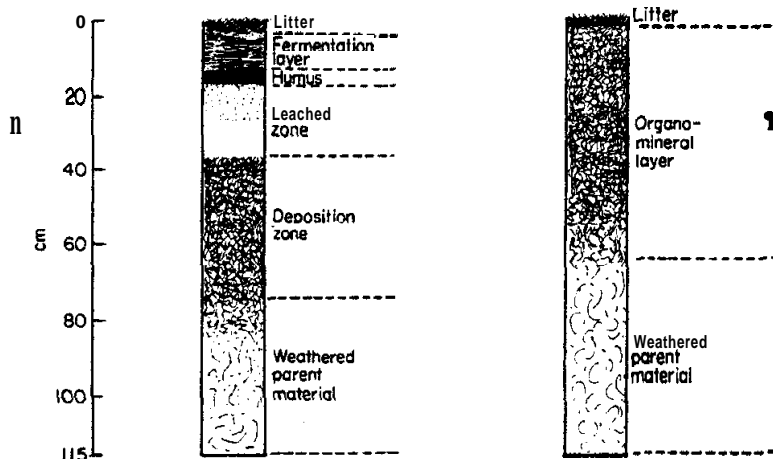 0
20
40
60
80
100
115
cm
n
Litter
Fermentation
layer
Humus
Leached
zone
Deposition
zone
Weathered
parent
material
Litter
Organo-
mineral
layer
Weathered
parent
material